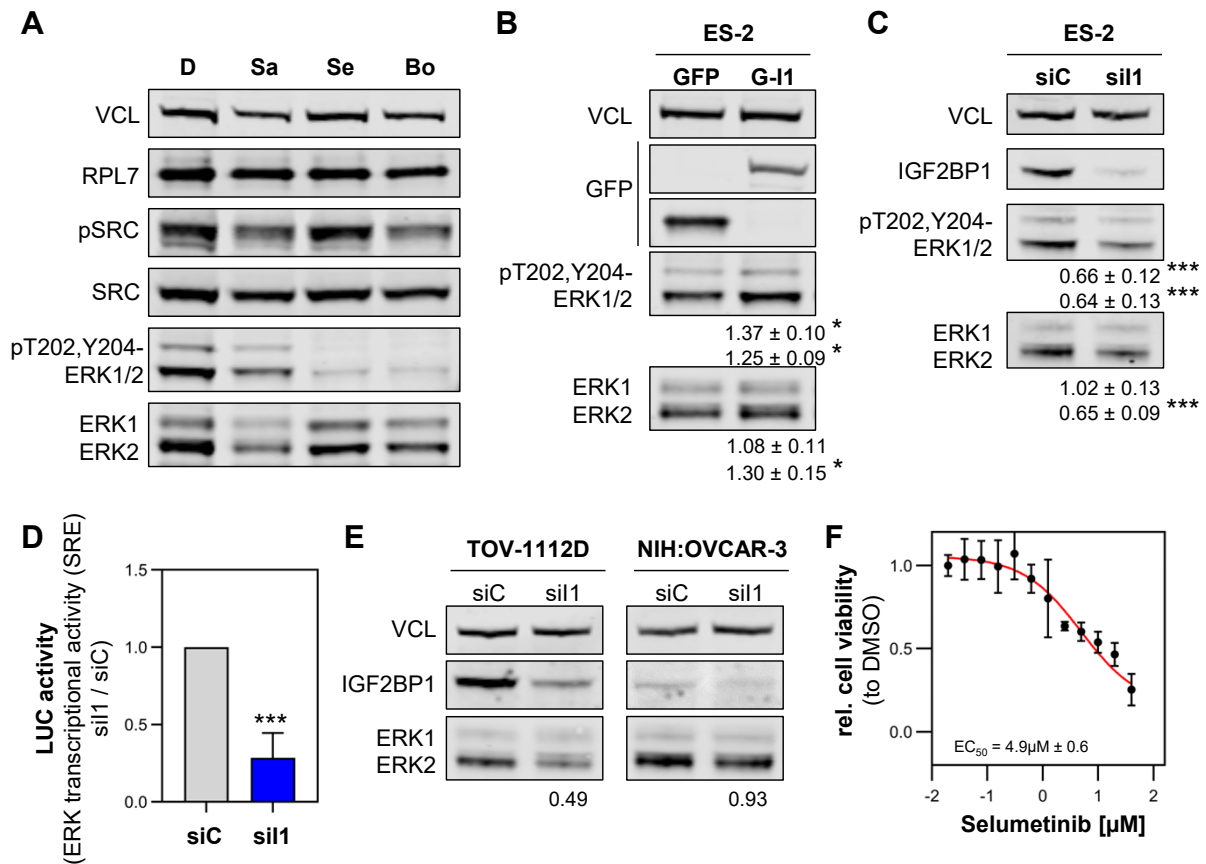 A
D Sa Se Bo
VCL
RPL7
pSRC
SRC
pT202,Y204-
ERK1/2
ERK1
ERK2
B
ES-2
GFP G-I1
VCL
GFP
pT202,Y204-
ERK1/2
1.37 ± 0.10 *
1.25 ± 0.09 *
ERK1
ERK2
1.08 ± 0.11
1.30 ± 0.15 *
C
ES-2
siC siI1
VCL
IGF2BP1
pT202,Y204-
ERK1/2
0.66 ± 0.12 ***
0.64 ± 0.13 ***
ERK1
ERK2
1.02 ± 0.13
0.65 ± 0.09 ***
D
LUC activity
(ERK transcriptional activity (SRE)
siI1 / siC)
1.5
1.0
0.5
0.0
***
siC siI1
E
TOV-1112D NIH:OVCAR-3
siC siI1 siC siI1
VCL
IGF2BP1
ERK1
ERK2
0.49 0.93
F
rel. cell viability
(to DMSO)
1.0
0.5
0.0
EC50 = 4.9µM ± 0.6
-2 -1 0 1 2
Selumetinib [µM]